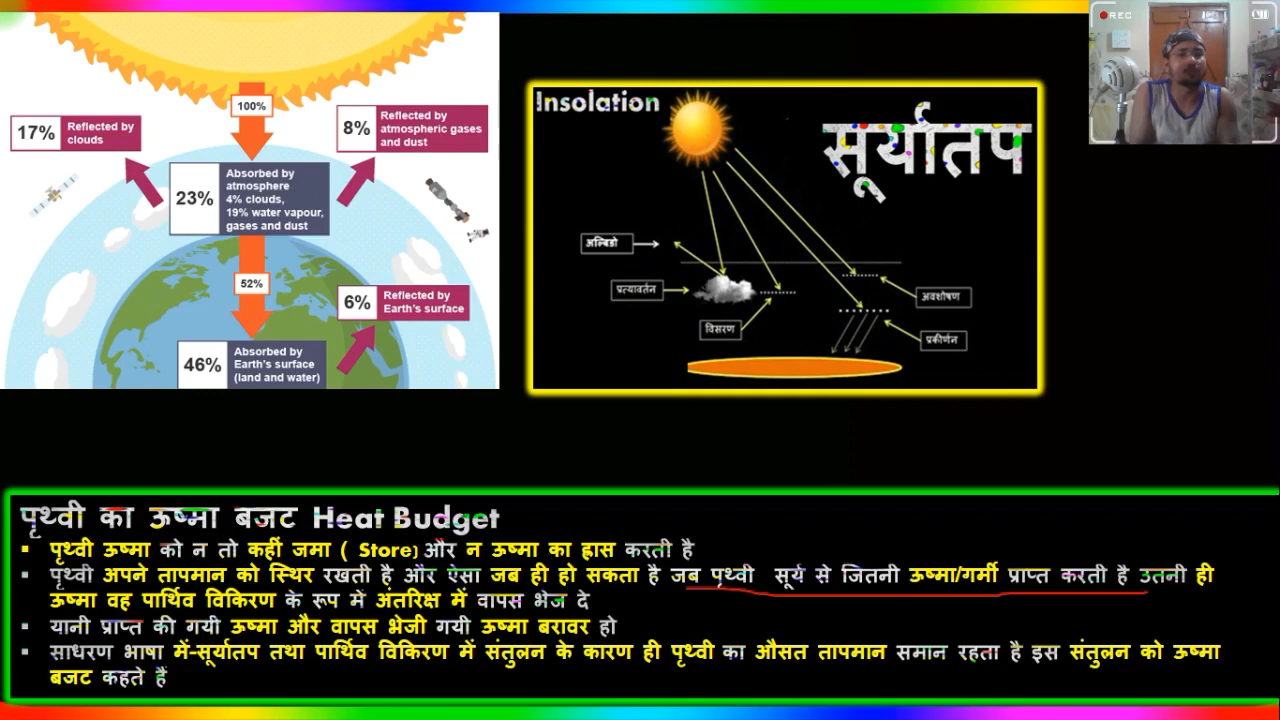 100%
17% Reflected by
clouds
8% Reflected by
atmospheric gases
and dust
23% Absorbed by
atmosphere
4% clouds,
19% water vapour,
gases and dust
52%
6% Reflected by
Earth's surface
46% Absorbed by
Earth's surface
(land and water)
Insolation
सूर्यातप
अल्बिडो
प्रत्यावर्तन
विसरण
अवशोषण
प्रकीर्णन
REC
पृथ्वी का ऊष्मा बजट Heat Budget
▪ पृथ्वी ऊष्मा को न तो कहीं जमा ( Store) और न ऊष्मा का ह्रास करती है
▪ पृथ्वी अपने तापमान को स्थिर रखती है और ऐसा जब ही हो सकता है जब पृथ्वी सूर्य से जितनी ऊष्मा/गर्मी प्राप्त करती है उतनी ही
ऊष्मा वह पार्थिव विकिरण के रूप में अंतरिक्ष में वापस भेज दे
▪ यानी प्राप्त की गयी ऊष्मा और वापस भेजी गयी ऊष्मा बरावर हो
▪ साधरण भाषा में-सूर्यातप तथा पार्थिव विकिरण में संतुलन के कारण ही पृथ्वी का औसत तापमान समान रहता है इस संतुलन को ऊष्मा
बजट कहते हैं